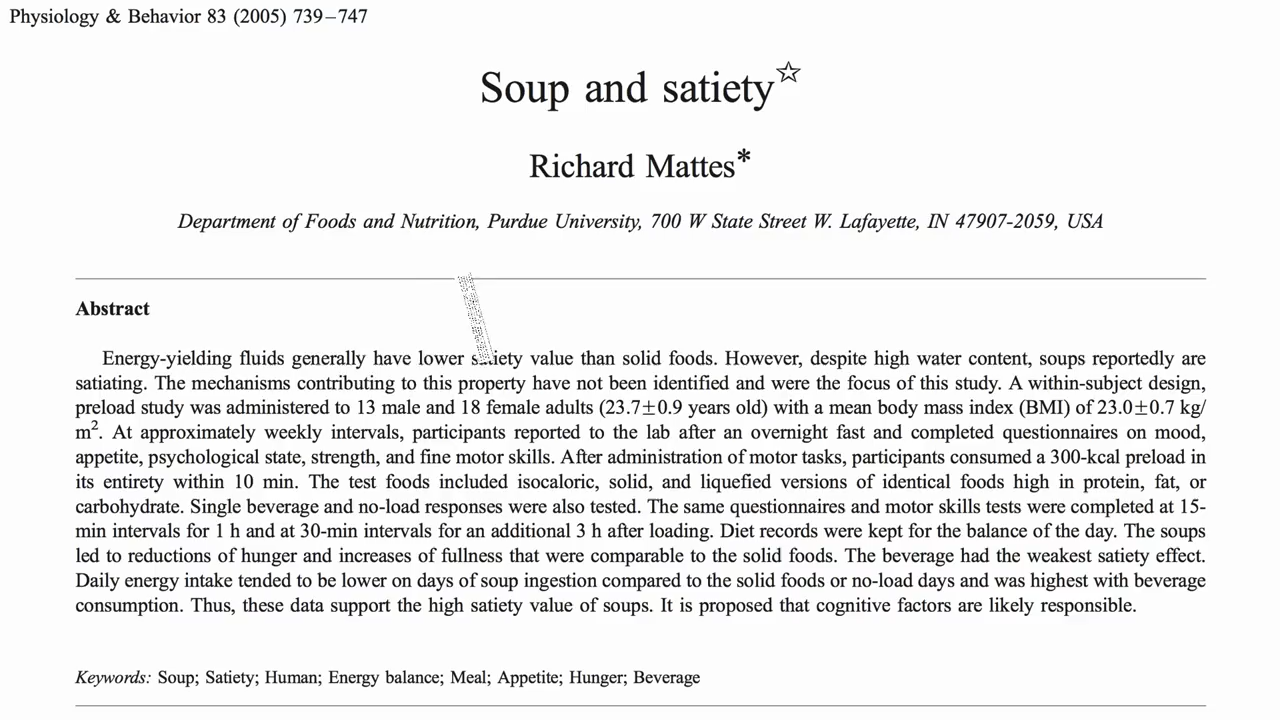 Physiology & Behavior 83 (2005) 739–747
Soup and satiety☆
Richard Mattes*
Department of Foods and Nutrition, Purdue University, 700 W State Street W. Lafayette, IN 47907-2059, USA
Abstract
Energy-yielding fluids generally have lower satiety value than solid foods. However, despite high water content, soups reportedly are
satiating. The mechanisms contributing to this property have not been identified and were the focus of this study. A within-subject design,
preload study was administered to 13 male and 18 female adults (23.7±0.9 years old) with a mean body mass index (BMI) of 23.0±0.7 kg/
m². At approximately weekly intervals, participants reported to the lab after an overnight fast and completed questionnaires on mood,
appetite, psychological state, strength, and fine motor skills. After administration of motor tasks, participants consumed a 300-kcal preload in
its entirety within 10 min. The test foods included isocaloric, solid, and liquefied versions of identical foods high in protein, fat, or
carbohydrate. Single beverage and no-load responses were also tested. The same questionnaires and motor skills tests were completed at 15-
min intervals for 1 h and at 30-min intervals for an additional 3 h after loading. Diet records were kept for the balance of the day. The soups
led to reductions of hunger and increases of fullness that were comparable to the solid foods. The beverage had the weakest satiety effect.
Daily energy intake tended to be lower on days of soup ingestion compared to the solid foods or no-load days and was highest with beverage
consumption. Thus, these data support the high satiety value of soups. It is proposed that cognitive factors are likely responsible.
Keywords: Soup; Satiety; Human; Energy balance; Meal; Appetite; Hunger; Beverage